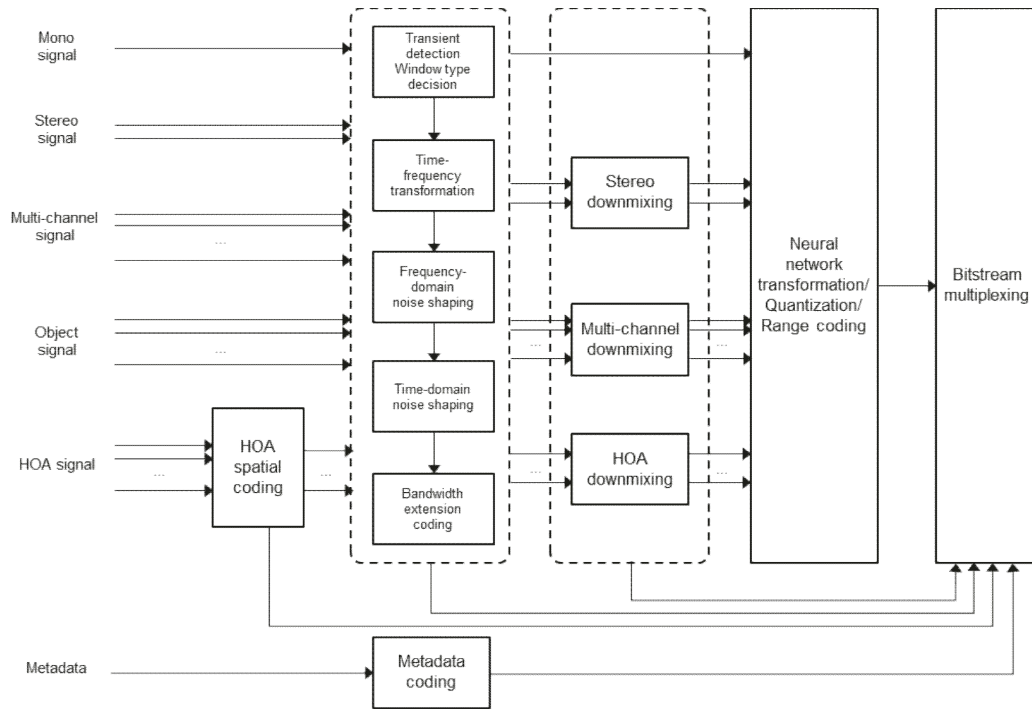 Mono
signal
Stereo
signal
Multi-channel
signal
...
Object
signal
...
HOA signal
...
HOA
spatial
coding
...
Metadata
Transient
detection
Window type
decision
Time-
frequency
transformation
Frequency-
domain
noise shaping
Time-domain
noise shaping
Bandwidth
extension
coding
Metadata
coding
Stereo
downmixing
...
Multi-channel
downmixing
...
...
HOA
downmixing
...
Neural
network
transformation/
Quantization/
Range coding
Bitstream
multiplexing